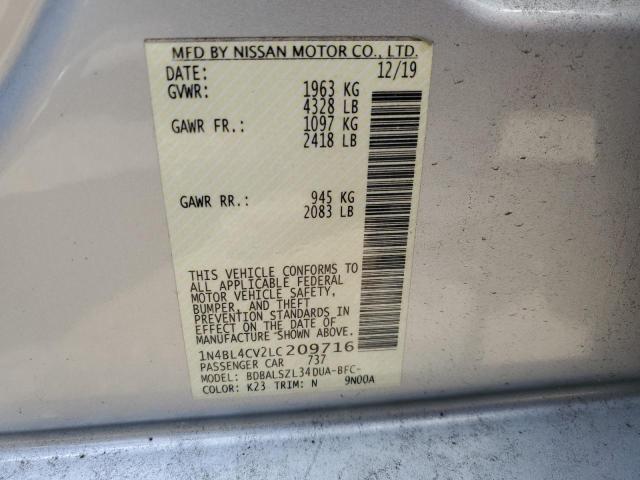 MFD BY NISSAN MOTOR CO., LTD.
DATE: 12/19
GVWR: 1963 KG
4328 LB
GAWR FR.: 1097 KG
2418 LB
GAWR RR.: 945 KG
2083 LB
THIS VEHICLE CONFORMS TO
ALL APPLICABLE FEDERAL
MOTOR VEHICLE SAFETY,
BUMPER, AND THEFT
PREVENTION STANDARDS IN
EFFECT ON THE DATE OF
MANUFACTURE SHOWN ABOVE.
1N4BL4CV2LC209716
PASSENGER CAR 737
MODEL: BDBALSZL34DUA-BFC-
COLOR: K23 TRIM: N 9N00A